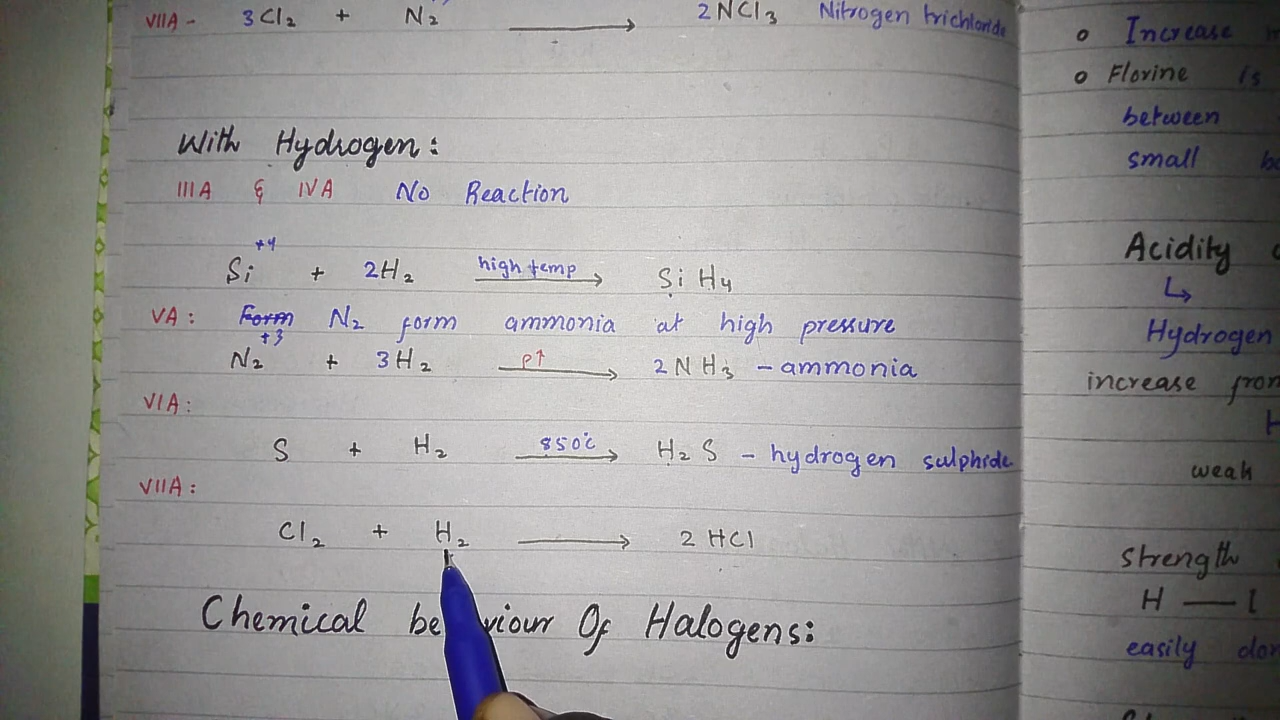 VIIA - 3Cl₂ + N₂ → 2NCl₃ Nitrogen trichloride
With Hydrogen:
IIIA & IVA No Reaction
+4
Si + 2H₂ high temp → SiH4
VA: Form N₂ form ammonia at high pressure
+3
N₂ + 3H₂ P↑ → 2NH₃ - ammonia
VIA:
S + H₂ 850°c → H₂S - hydrogen sulphide
VIIA:
Cl₂ + H₂ → 2HCl
Chemical be viour Of Halogens:
o Increase
o Florine is
between
small
Acidity
↳
Hydrogen
increase from
H
weak
strength
H — I
easily